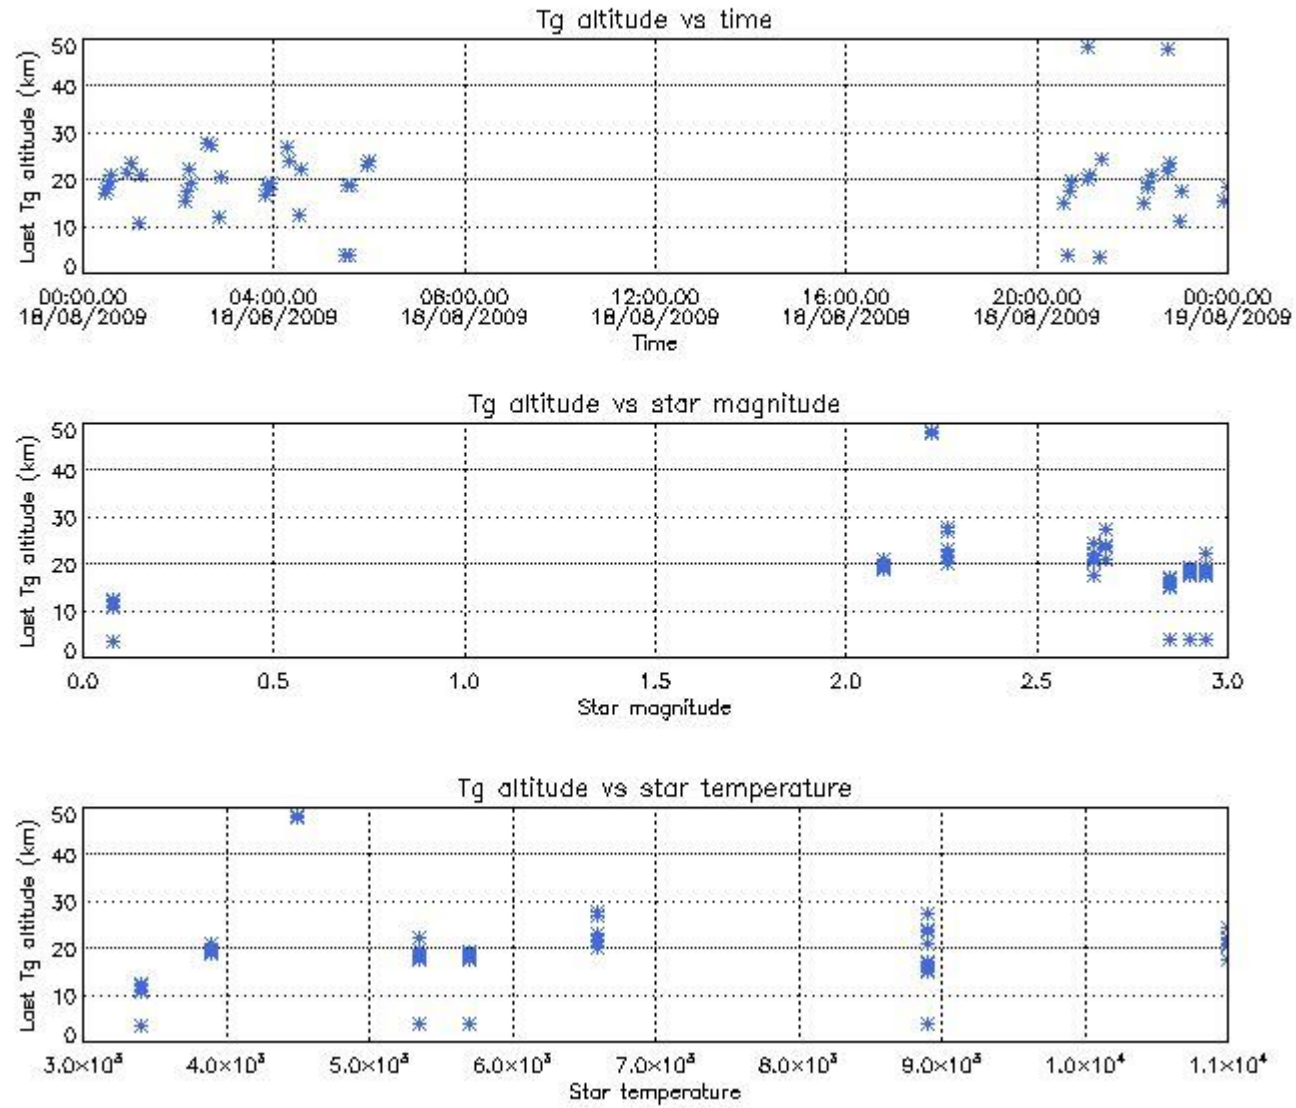 Tg altitude vs time
Last Tg altitude (km)
50
40
30
20
10
0
00:00.00 04:00.00 08:00.00 12:00.00 16:00.00 20:00.00 00:00.00
18/08/2009 18/08/2009 18/08/2009 18/08/2009 18/08/2009 18/08/2009 19/08/2009
Time
Tg altitude vs star magnitude
Last Tg altitude (km)
50
40
30
20
10
0
0.0 0.5 1.0 1.5 2.0 2.5 3.0
Star magnitude
Tg altitude vs star temperature
Last Tg altitude (km)
50
40
30
20
10
0
3.0×10³ 4.0×10³ 5.0×10³ 6.0×10³ 7.0×10³ 8.0×10³ 9.0×10³ 1.0×10⁴ 1.1×10⁴
Star temperature